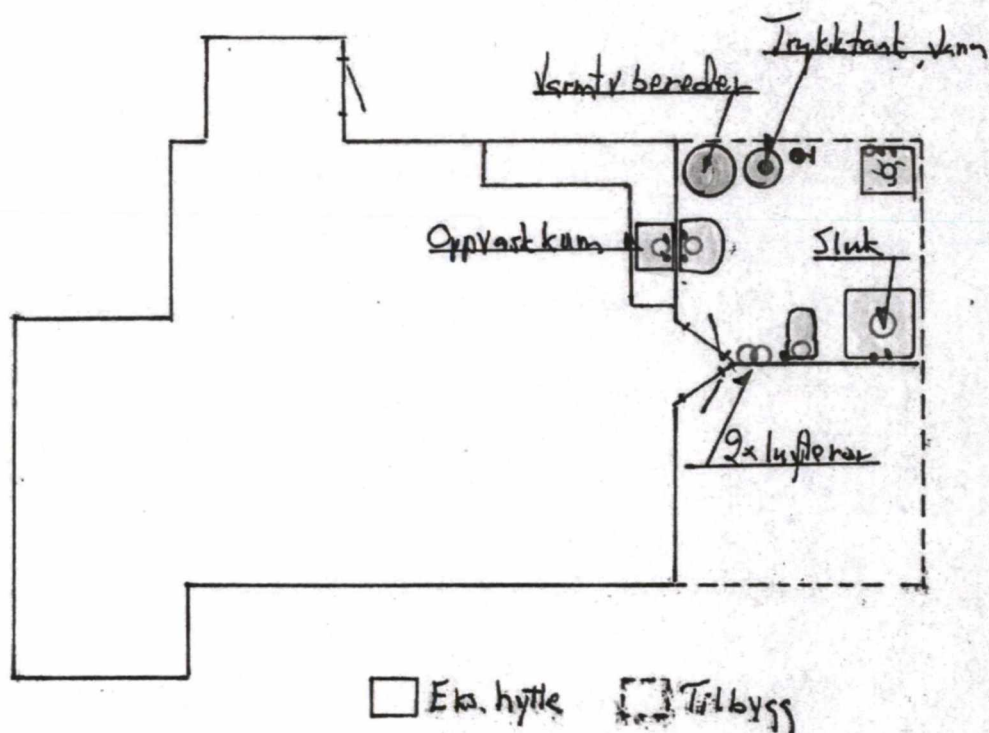 Trykktank, vann
Varmtv bereder
Oppvaskkum
Sluk
2x lufterør
Eks. hytte
Tilbygg